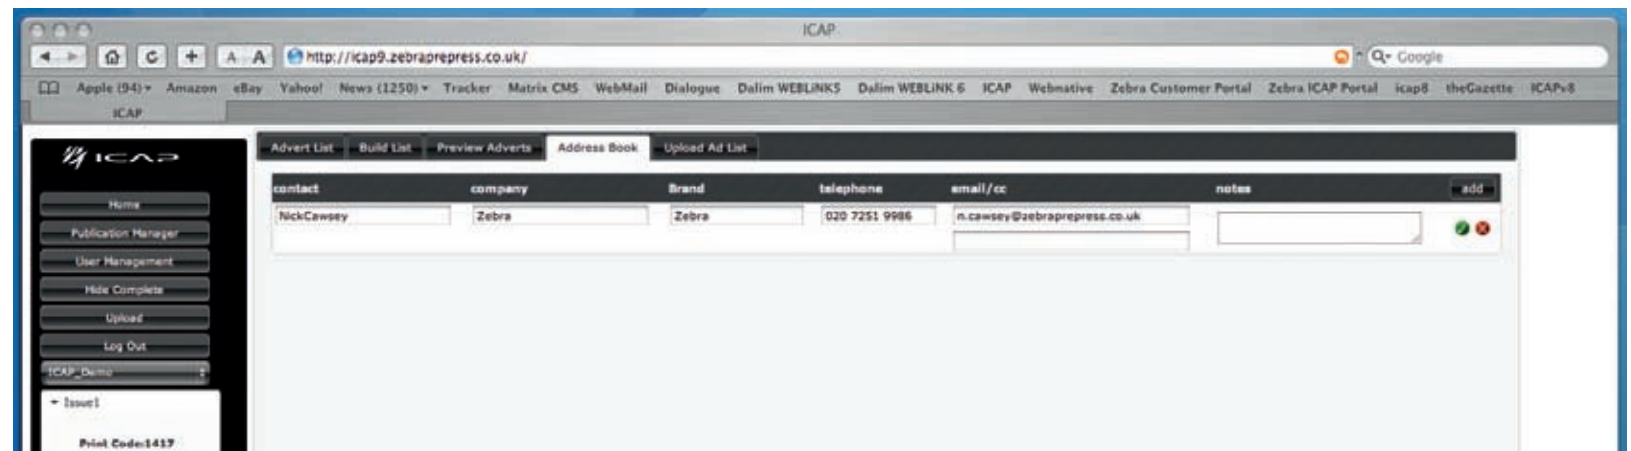 ICAP
A A http://icap9.zebraprepress.co.uk/ Google
Apple (94) Amazon eBay Yahoo! News (1250) Tracker Matrix CMS WebMail Dialogue Dalim WEBLiNK5 Dalim WEBLiNK 6 ICAP Webnative Zebra Customer Portal Zebra ICAP Portal icap8 theGazette ICAPv8
ICAP
ICAP
Advert List Build List Preview Adverts Address Book Upload Ad List
contact company Brand telephone email/cc notes add
NickCawsey Zebra Zebra 020 7251 9986 n.cawsey@zebraprepress.co.uk
Home
Publication Manager
User Management
Hide Complete
Upload
Log Out
ICAP_Demo
Issue1
Print Code:1417